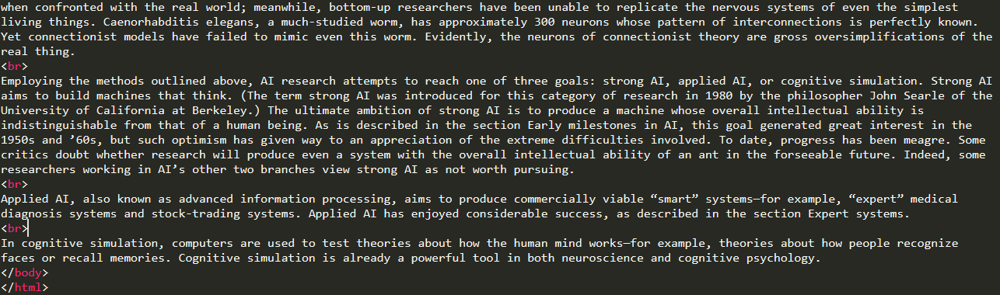 when confronted with the real world; meanwhile, bottom-up researchers have been unable to replicate the nervous systems of even the simplest
living things. Caenorhabditis elegans, a much-studied worm, has approximately 300 neurons whose pattern of interconnections is perfectly known.
Yet connectionist models have failed to mimic even this worm. Evidently, the neurons of connectionist theory are gross oversimplifications of the
real thing.
<br>
Employing the methods outlined above, AI research attempts to reach one of three goals: strong AI, applied AI, or cognitive simulation. Strong AI
aims to build machines that think. (The term strong AI was introduced for this category of research in 1980 by the philosopher John Searle of the
University of California at Berkeley.) The ultimate ambition of strong AI is to produce a machine whose overall intellectual ability is
indistinguishable from that of a human being. As is described in the section Early milestones in AI, this goal generated great interest in the
1950s and ’60s, but such optimism has given way to an appreciation of the extreme difficulties involved. To date, progress has been meagre. Some
critics doubt whether research will produce even a system with the overall intellectual ability of an ant in the forseeable future. Indeed, some
researchers working in AI’s other two branches view strong AI as not worth pursuing.
<br>
Applied AI, also known as advanced information processing, aims to produce commercially viable “smart” systems—for example, “expert” medical
diagnosis systems and stock-trading systems. Applied AI has enjoyed considerable success, as described in the section Expert systems.
<br>
In cognitive simulation, computers are used to test theories about how the human mind works—for example, theories about how people recognize
faces or recall memories. Cognitive simulation is already a powerful tool in both neuroscience and cognitive psychology.
</body>
</html>